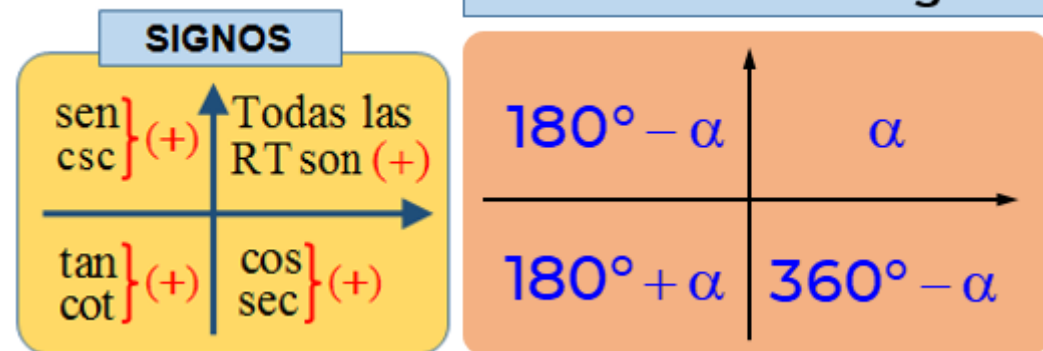 SIGNOS
sen
csc
(+)
Todas las
RT son (+)
tan
cot
(+)
cos
sec
(+)
180° – α
α
180° + α
360° – α